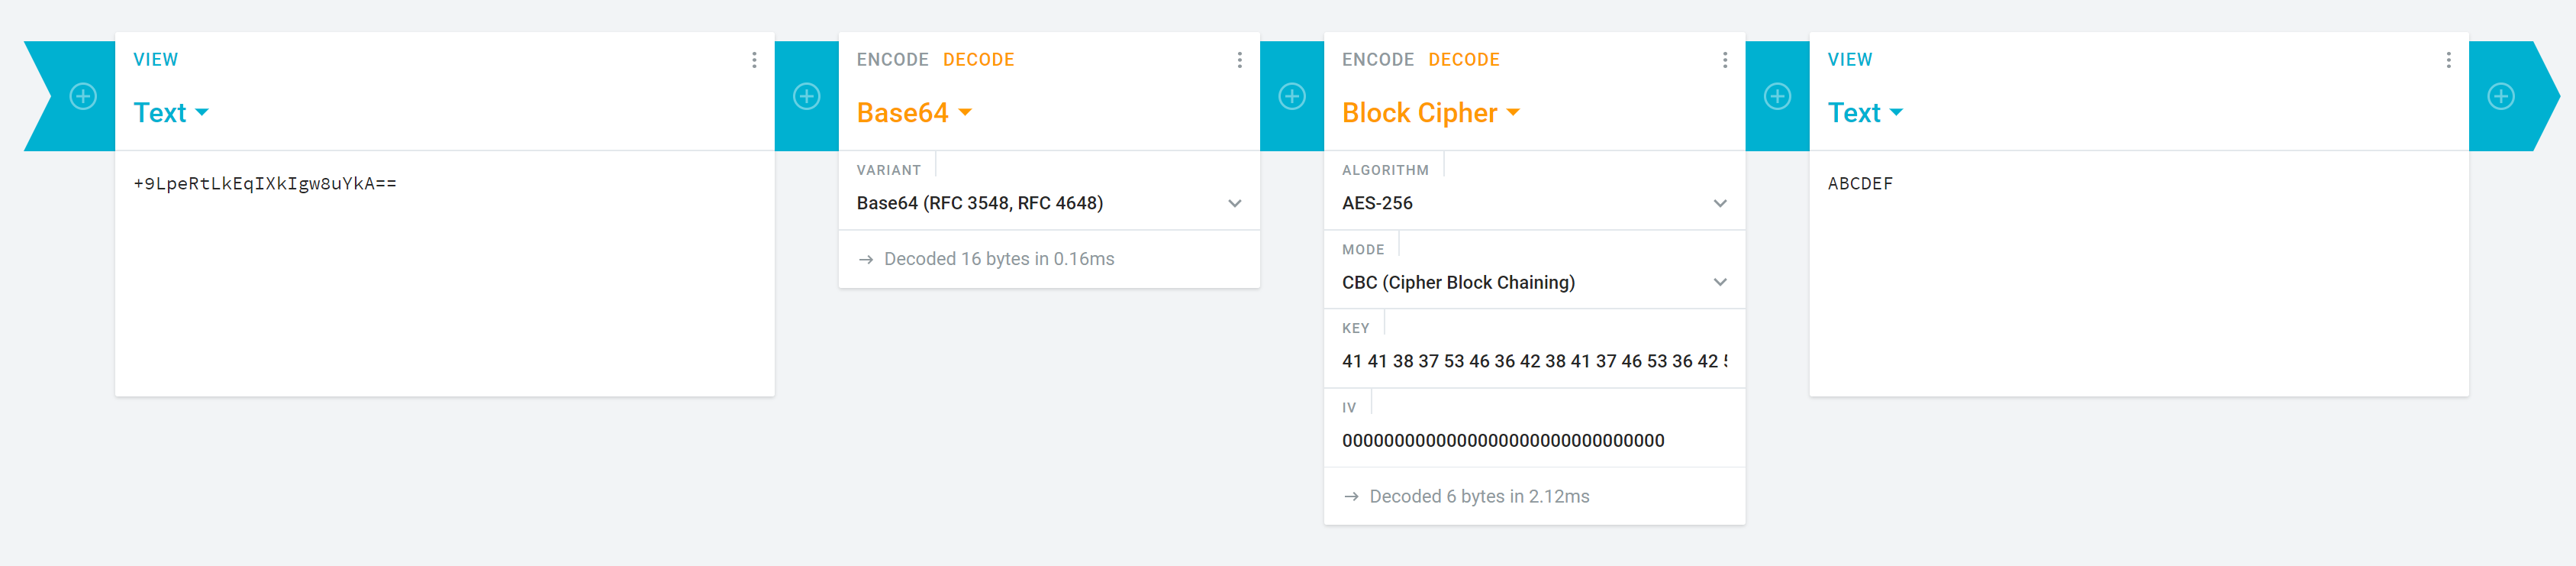 VIEW
Text
+9LpeRtLkEqIXkIgw8uYkA==
ENCODE DECODE
Base64
VARIANT
Base64 (RFC 3548, RFC 4648)
→ Decoded 16 bytes in 0.16ms
ENCODE DECODE
Block Cipher
ALGORITHM
AES-256
MODE
CBC (Cipher Block Chaining)
KEY
41 41 38 37 53 46 36 42 38 41 37 46 53 36 42
IV
00000000000000000000000000000000
→ Decoded 6 bytes in 2.12ms
VIEW
Text
ABCDEF